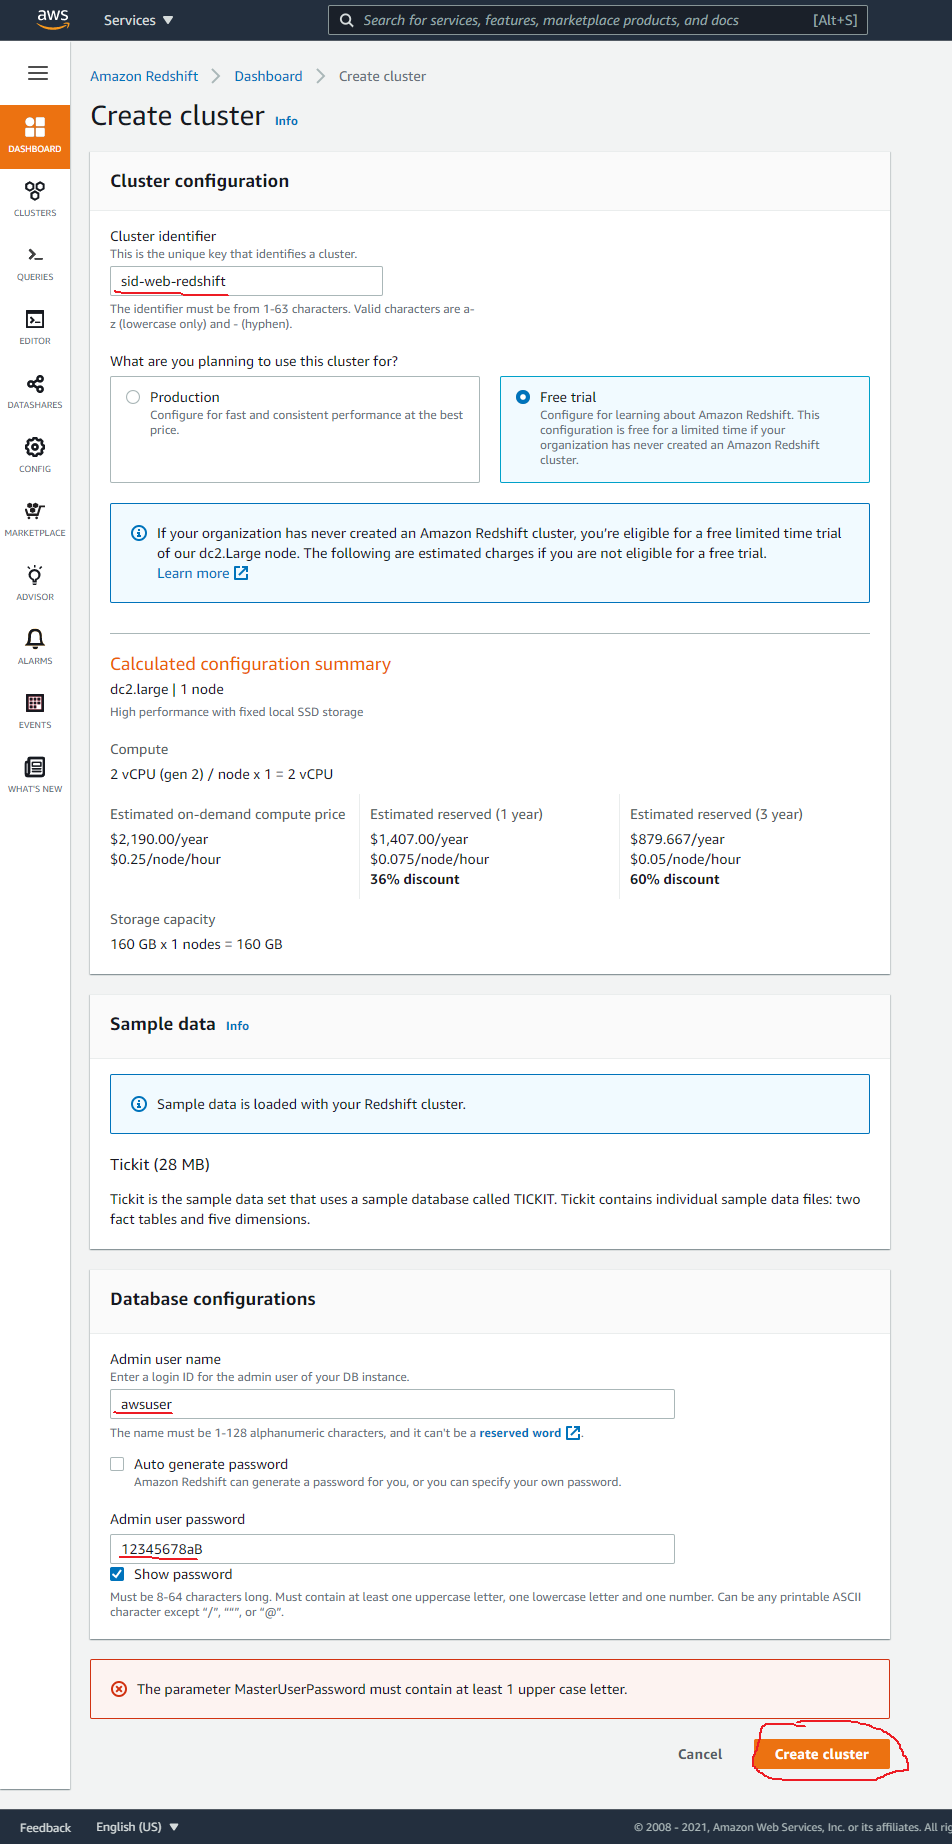 aws
Services
Search for services, features, marketplace products, and docs
[Alt+S]
Amazon Redshift
Dashboard
Create cluster
Create cluster Info
DASHBOARD
CLUSTERS
QUERIES
EDITOR
DATASHARES
CONFIG
MARKETPLACE
ADVISOR
ALARMS
EVENTS
WHAT'S NEW
Cluster configuration
Cluster identifier
This is the unique key that identifies a cluster.
sid-web-redshift
The identifier must be from 1-63 characters. Valid characters are a-
z (lowercase only) and - (hyphen).
What are you planning to use this cluster for?
Production
Configure for fast and consistent performance at the best
price.
Free trial
Configure for learning about Amazon Redshift. This
configuration is free for a limited time if your
organization has never created an Amazon Redshift
cluster.
If your organization has never created an Amazon Redshift cluster, you're eligible for a free limited time trial
of our dc2.Large node. The following are estimated charges if you are not eligible for a free trial.
Learn more
Calculated configuration summary
dc2.large | 1 node
High performance with fixed local SSD storage
Compute
2 vCPU (gen 2) / node x 1 = 2 vCPU
Estimated on-demand compute price
$2,190.00/year
$0.25/node/hour
Estimated reserved (1 year)
$1,407.00/year
$0.075/node/hour
36% discount
Estimated reserved (3 year)
$879.667/year
$0.05/node/hour
60% discount
Storage capacity
160 GB x 1 nodes = 160 GB
Sample data Info
Sample data is loaded with your Redshift cluster.
Tickit (28 MB)
Tickit is the sample data set that uses a sample database called TICKIT. Tickit contains individual sample data files: two
fact tables and five dimensions.
Database configurations
Admin user name
Enter a login ID for the admin user of your DB instance.
awsuser
The name must be 1-128 alphanumeric characters, and it can't be a reserved word.
Auto generate password
Amazon Redshift can generate a password for you, or you can specify your own password.
Admin user password
12345678aB
Show password
Must be 8-64 characters long. Must contain at least one uppercase letter, one lowercase letter and one number. Can be any printable ASCII
character except “/”, “"”, or “@”.
The parameter MasterUserPassword must contain at least 1 upper case letter.
Cancel
Create cluster
Feedback
English (US)
© 2008 - 2021, Amazon Web Services, Inc. or its affiliates. All